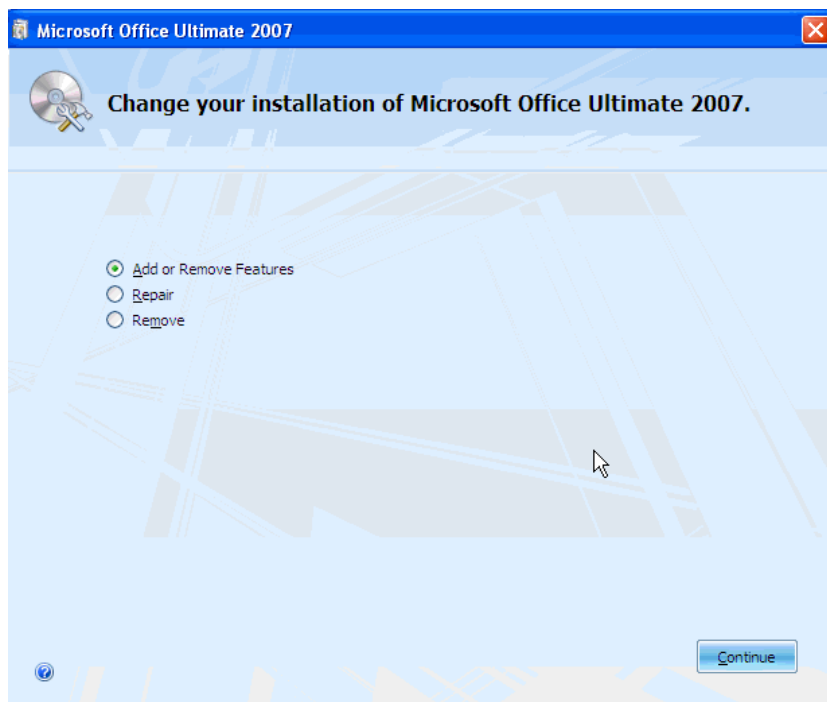 Microsoft Office Ultimate 2007
Change your installation of Microsoft Office Ultimate 2007.
Add or Remove Features
Repair
Remove
Continue